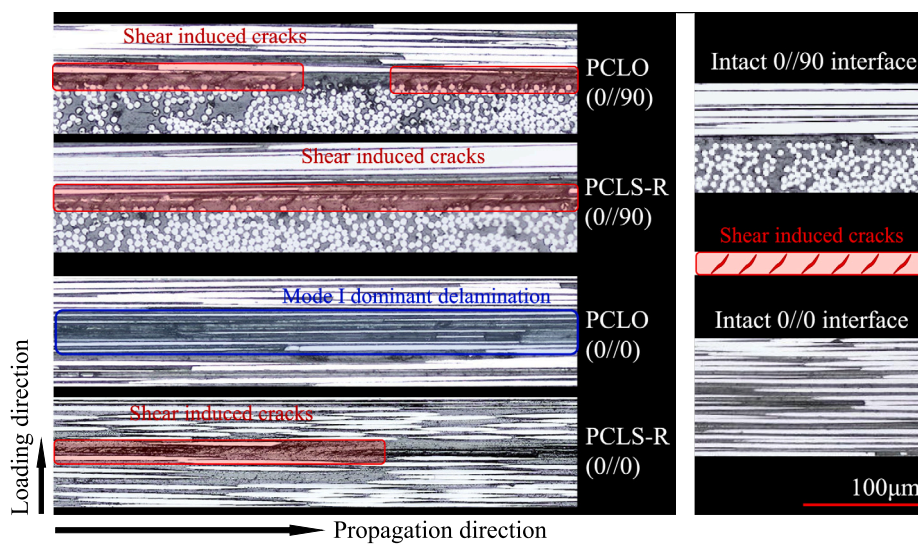 Shear induced cracks
PCLO
(0//90)
Shear induced cracks
PCLS-R
(0//90)
Mode I dominant delamination
PCLO
(0//0)
Shear induced cracks
PCLS-R
(0//0)
Loading direction
Propagation direction
Intact 0//90 interface
Shear induced cracks
Intact 0//0 interface
100μm